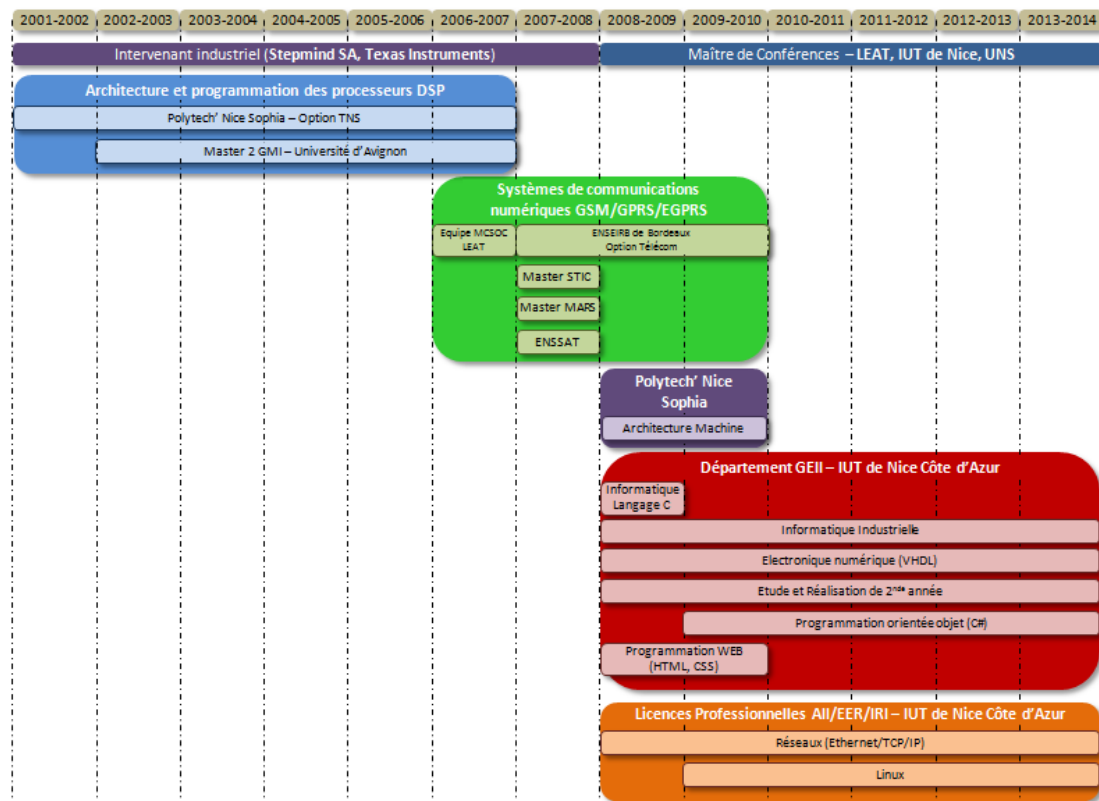 2001-2002 2002-2003 2003-2004 2004-2005 2005-2006 2006-2007 2007-2008 2008-2009 2009-2010 2010-2011 2011-2012 2012-2013 2013-2014
Intervenant industriel (Stepmind SA, Texas Instruments)
Maître de Conférences – LEAT, IUT de Nice, UNS
Architecture et programmation des processeurs DSP
Polytech' Nice Sophia – Option TNS
Master 2 GMI – Université d'Avignon
Systèmes de communications
numériques GSM/GPRS/EGPRS
Equipe MCSOC
LEAT
ENSEIRB de Bordeaux
Option Télécom
Master STIC
Master MARS
ENSSAT
Polytech' Nice
Sophia
Architecture Machine
Département GEII – IUT de Nice Côte d'Azur
Informatique
Langage C
Informatique Industrielle
Electronique numérique (VHDL)
Etude et Réalisation de 2nde année
Programmation orientée objet (C#)
Programmation WEB
(HTML, CSS)
Licences Professionnelles AII/EER/IRI – IUT de Nice Côte d'Azur
Réseaux (Ethernet/TCP/IP)
Linux